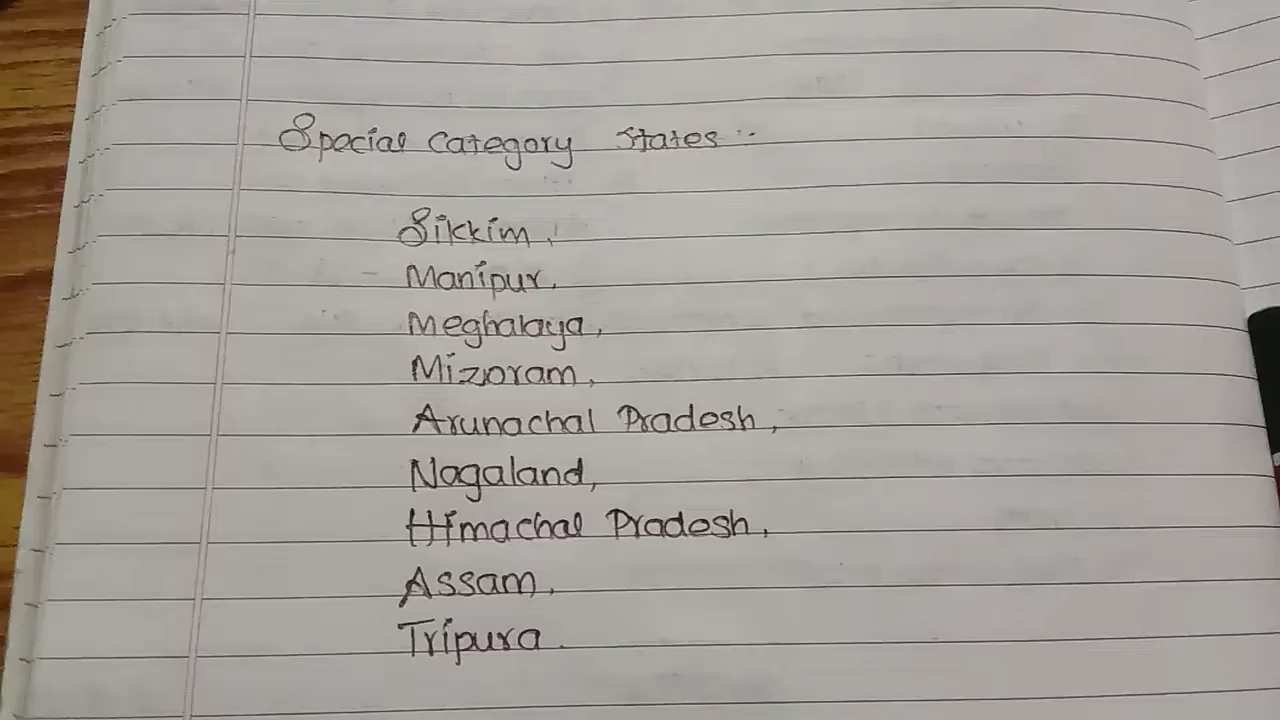 Special Category States :-
Sikkim,
Manipur,
Meghalaya,
Mizoram,
Arunachal Pradesh,
Nagaland,
Himachal Pradesh,
Assam,
Tripura.